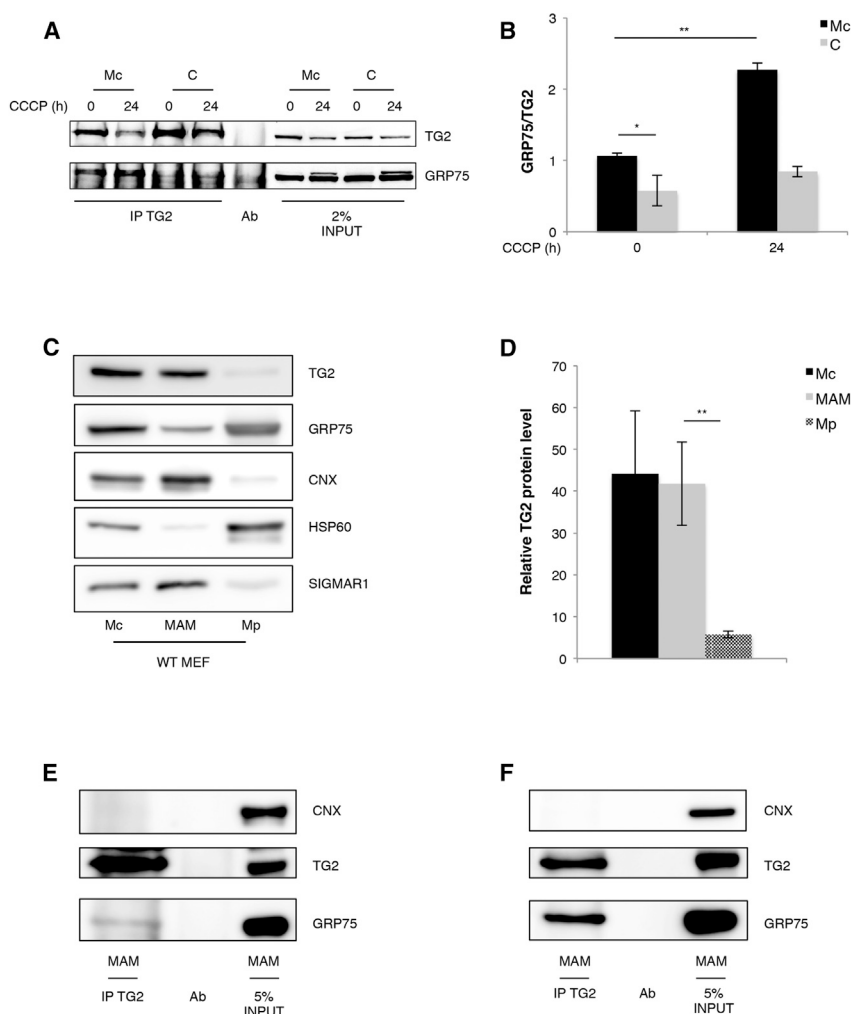 A
Mc C Mc C
CCCP (h) 0 24 0 24 0 24 0 24
TG2
GRP75
IP TG2 Ab 2%
INPUT
B
Mc
C
**
*
GRP75/TG2
3
2
1
0
CCCP (h) 0 24
C
TG2
GRP75
CNX
HSP60
SIGMAR1
Mc MAM Mp
WT MEF
D
Mc
MAM
Mp
**
Relative TG2 protein level
70
60
50
40
30
20
10
0
E
CNX
TG2
GRP75
MAM MAM
IP TG2 Ab 5%
INPUT
F
CNX
TG2
GRP75
MAM MAM
IP TG2 Ab 5%
INPUT